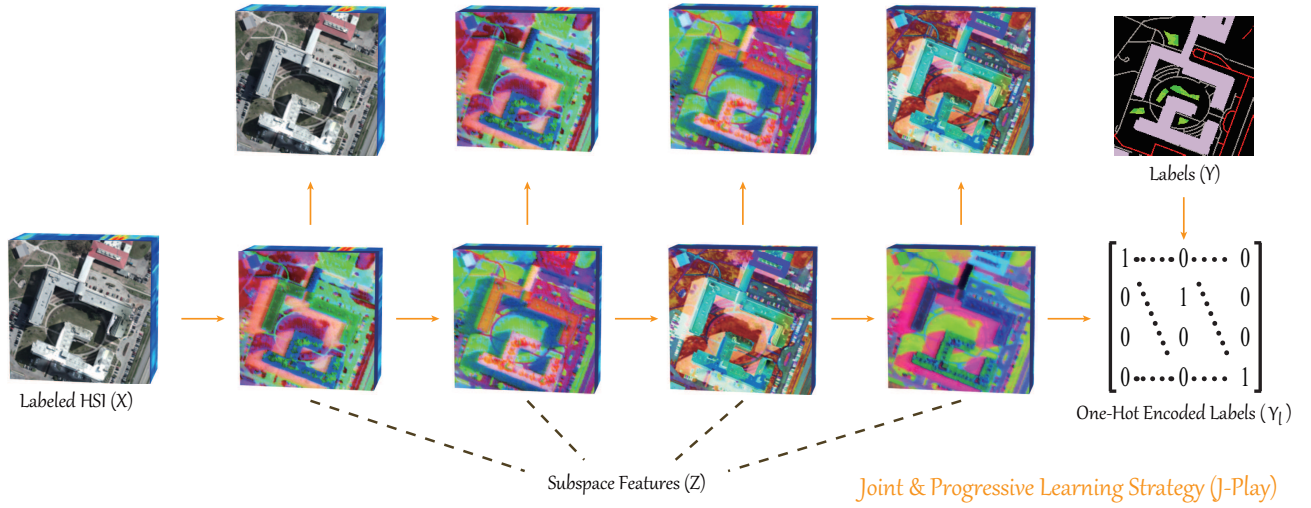 Labels (Y)
1 0 0
0 1 0
0 0 0
0 0 1
Labeled HSI (X)
One-Hot Encoded Labels (Y_l)
Subspace Features (Z)
Joint & Progressive Learning Strategy (J-Play)